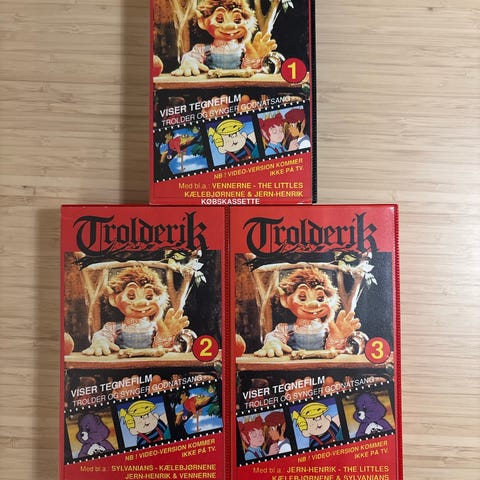 1
VISER TEGNEFILM
TROLDER OG SYNGER GODNATSANG
NB! VIDEO-VERSION KOMMER
IKKE PÅ TV.
Med bl.a.: VENNERNE - THE LITTLES
KÆLEBJØRNENE & JERN-HENRIK
KØBSKASSETTE
Trolderik
2
VISER TEGNEFILM
TROLDER OG SYNGER GODNATSANG
NB! VIDEO-VERSION KOMMER
IKKE PÅ TV.
Med bl.a.: SYLVANIANS - KÆLEBJØRNENE
JERN-HENRIK & VENNERNE
Trolderik
3
VISER TEGNEFILM
TROLDER OG SYNGER GODNATSANG
NB! VIDEO-VERSION KOMMER
IKKE PÅ TV.
Med bl.a.: JERN-HENRIK - THE LITTLES
KÆLEBJØRNENE & SYLVANIANS